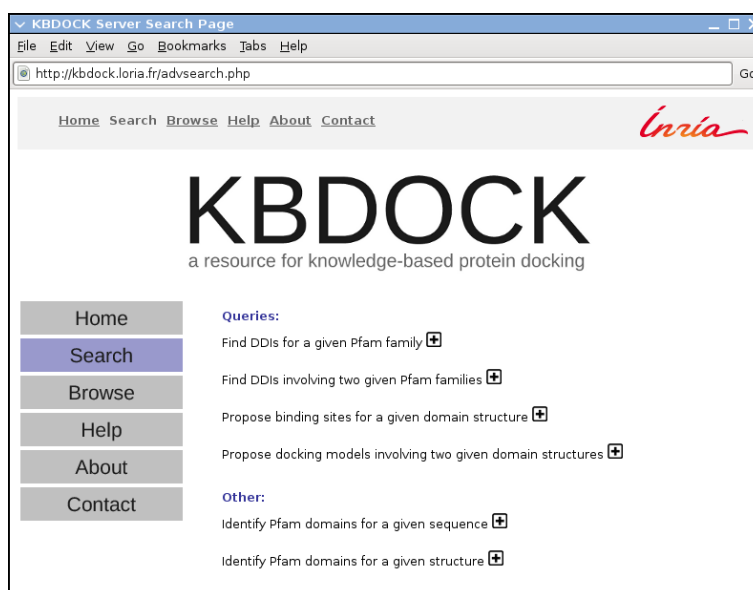 KBDOCK Server Search Page
File Edit View Go Bookmarks Tabs Help
http://kbdock.loria.fr/advsearch.php Go
Home Search Browse Help About Contact
Inria
KBDOCK
a resource for knowledge-based protein docking
Home
Search
Browse
Help
About
Contact
Queries:
Find DDIs for a given Pfam family
Find DDIs involving two given Pfam families
Propose binding sites for a given domain structure
Propose docking models involving two given domain structures
Other:
Identify Pfam domains for a given sequence
Identify Pfam domains for a given structure